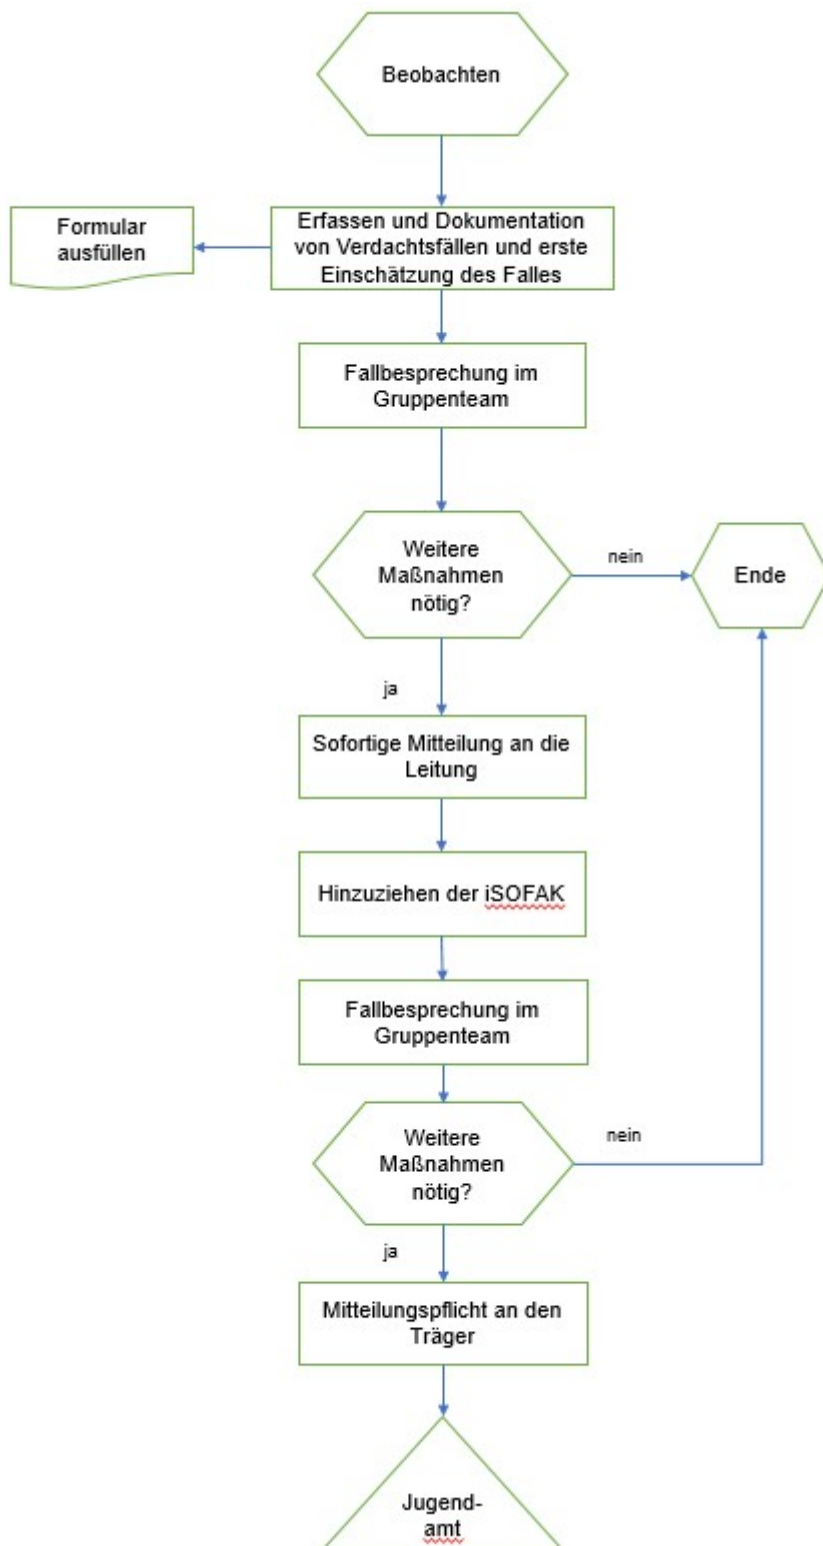 Beobachten
Formular
ausfüllen
Erfassen und Dokumentation
von Verdachtsfällen und erste
Einschätzung des Falles
Fallbesprechung im
Gruppenteam
Weitere
Maßnahmen
nötig?
nein
Ende
ja
Sofortige Mitteilung an die
Leitung
Hinzuziehen der iSOFAK
Fallbesprechung im
Gruppenteam
Weitere
Maßnahmen
nötig?
nein
ja
Mitteilungspflicht an den
Träger
Jugend-
amt